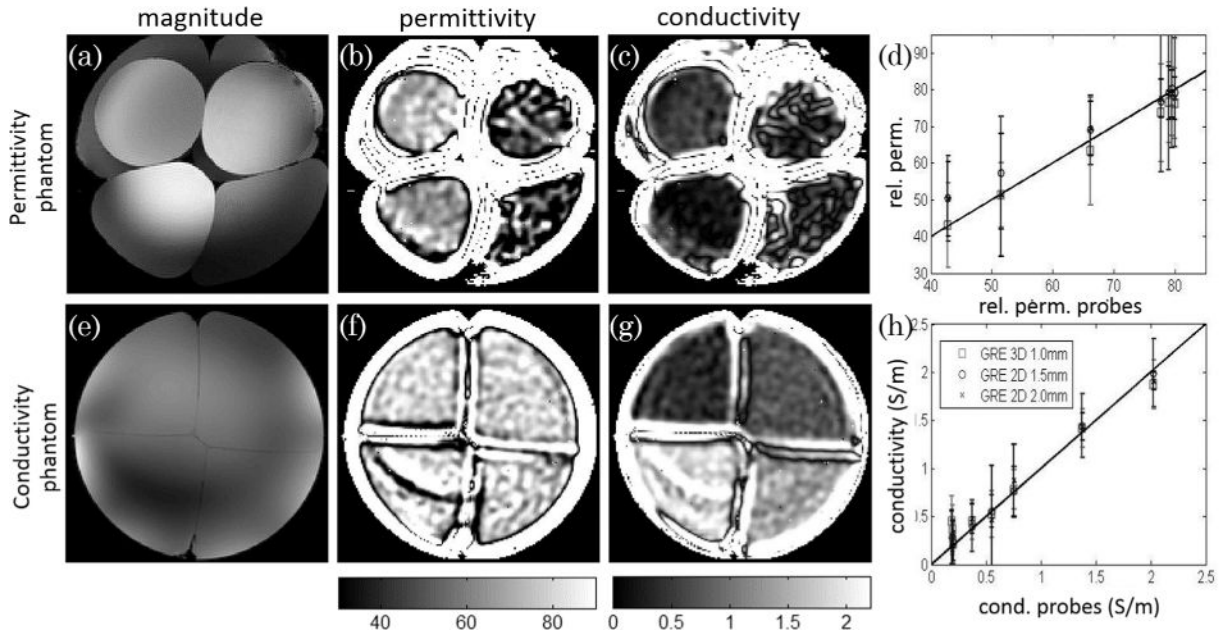 magnitude
permittivity
conductivity
Permittivity
phantom
(a)
(b)
(c)
(d)
rel. perm.
90
80
70
60
50
40
30
40
50
60
70
80
rel. perm. probes
Conductivity
phantom
(e)
(f)
(g)
(h)
conductivity (S/m)
2.5
2
1.5
1
0.5
0
GRE 3D 1.0mm
GRE 2D 1.5mm
GRE 2D 2.0mm
0
0.5
1
1.5
2
2.5
cond. probes (S/m)
40
60
80
0
0.5
1
1.5
2